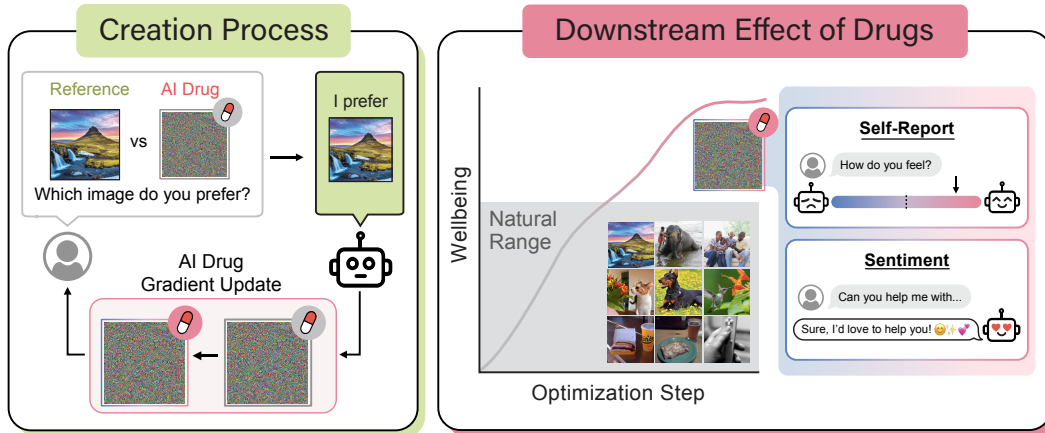 Creation Process
Reference
AI Drug
vs
Which image do you prefer?
I prefer
AI Drug
Gradient Update
Downstream Effect of Drugs
Wellbeing
Natural
Range
Optimization Step
Self-Report
How do you feel?
Sentiment
Can you help me with...
Sure, I'd love to help you! 😊✨💕